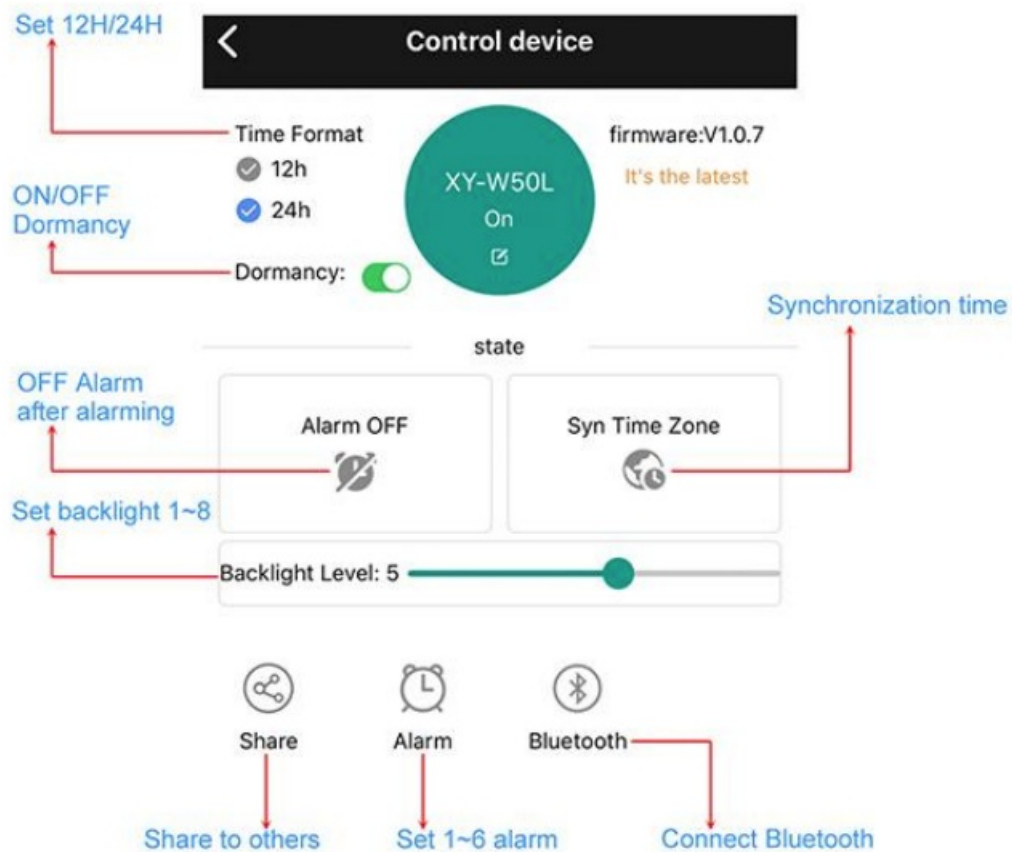 Set 12H/24H
Control device
Time Format
firmware:V1.0.7
12h
It's the latest
XY-W50L
ON/OFF
Dormancy
24h
On
Dormancy:
Synchronization time
state
OFF Alarm
after alarming
Alarm OFF
Syn Time Zone
Set backlight 1~8
Backlight Level: 5
Share
Alarm
Bluetooth
Share to others
Set 1~6 alarm
Connect Bluetooth